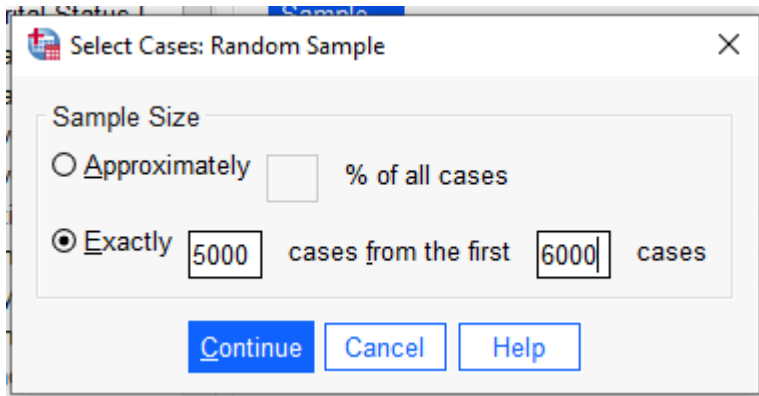 Sample...
Select Cases: Random Sample
Sample Size
Approximately % of all cases
Exactly 5000 cases from the first 6000 cases
Continue Cancel Help